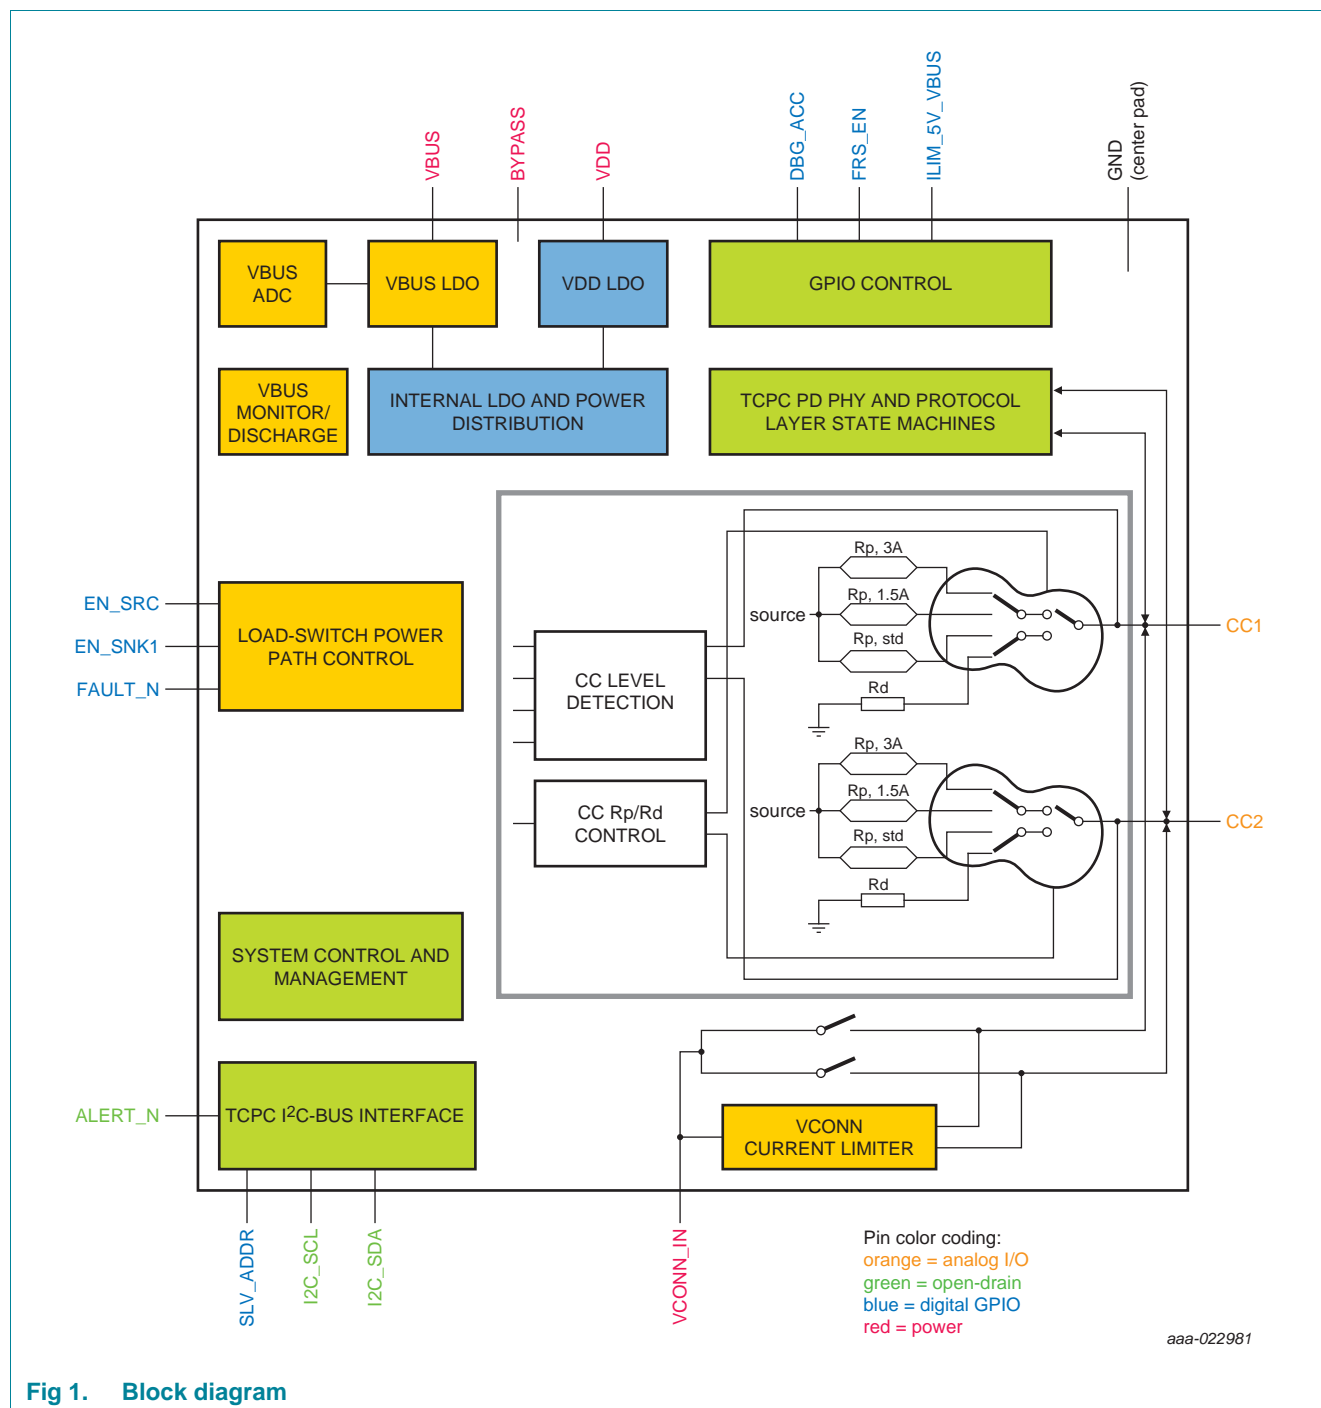 VBUS
BYPASS
VDD
DBG_ACC
FRS_EN
ILIM_5V_VBUS
GND
(center pad)
VBUS
ADC
VBUS LDO
VDD LDO
GPIO CONTROL
VBUS
MONITOR/
DISCHARGE
INTERNAL LDO AND POWER
DISTRIBUTION
TCPC PD PHY AND PROTOCOL
LAYER STATE MACHINES
EN_SRC
EN_SNK1
FAULT_N
LOAD-SWITCH POWER
PATH CONTROL
CC LEVEL
DETECTION
CC Rp/Rd
CONTROL
source
Rp, 3A
Rp, 1.5A
Rp, std
Rd
CC1
source
Rp, 3A
Rp, 1.5A
Rp, std
Rd
CC2
SYSTEM CONTROL AND
MANAGEMENT
ALERT_N
TCPC I²C-BUS INTERFACE
VCONN
CURRENT LIMITER
SLV_ADDR
I2C_SCL
I2C_SDA
VCONN_IN
Pin color coding:
orange = analog I/O
green = open-drain
blue = digital GPIO
red = power
aaa-022981
Fig 1. Block diagram